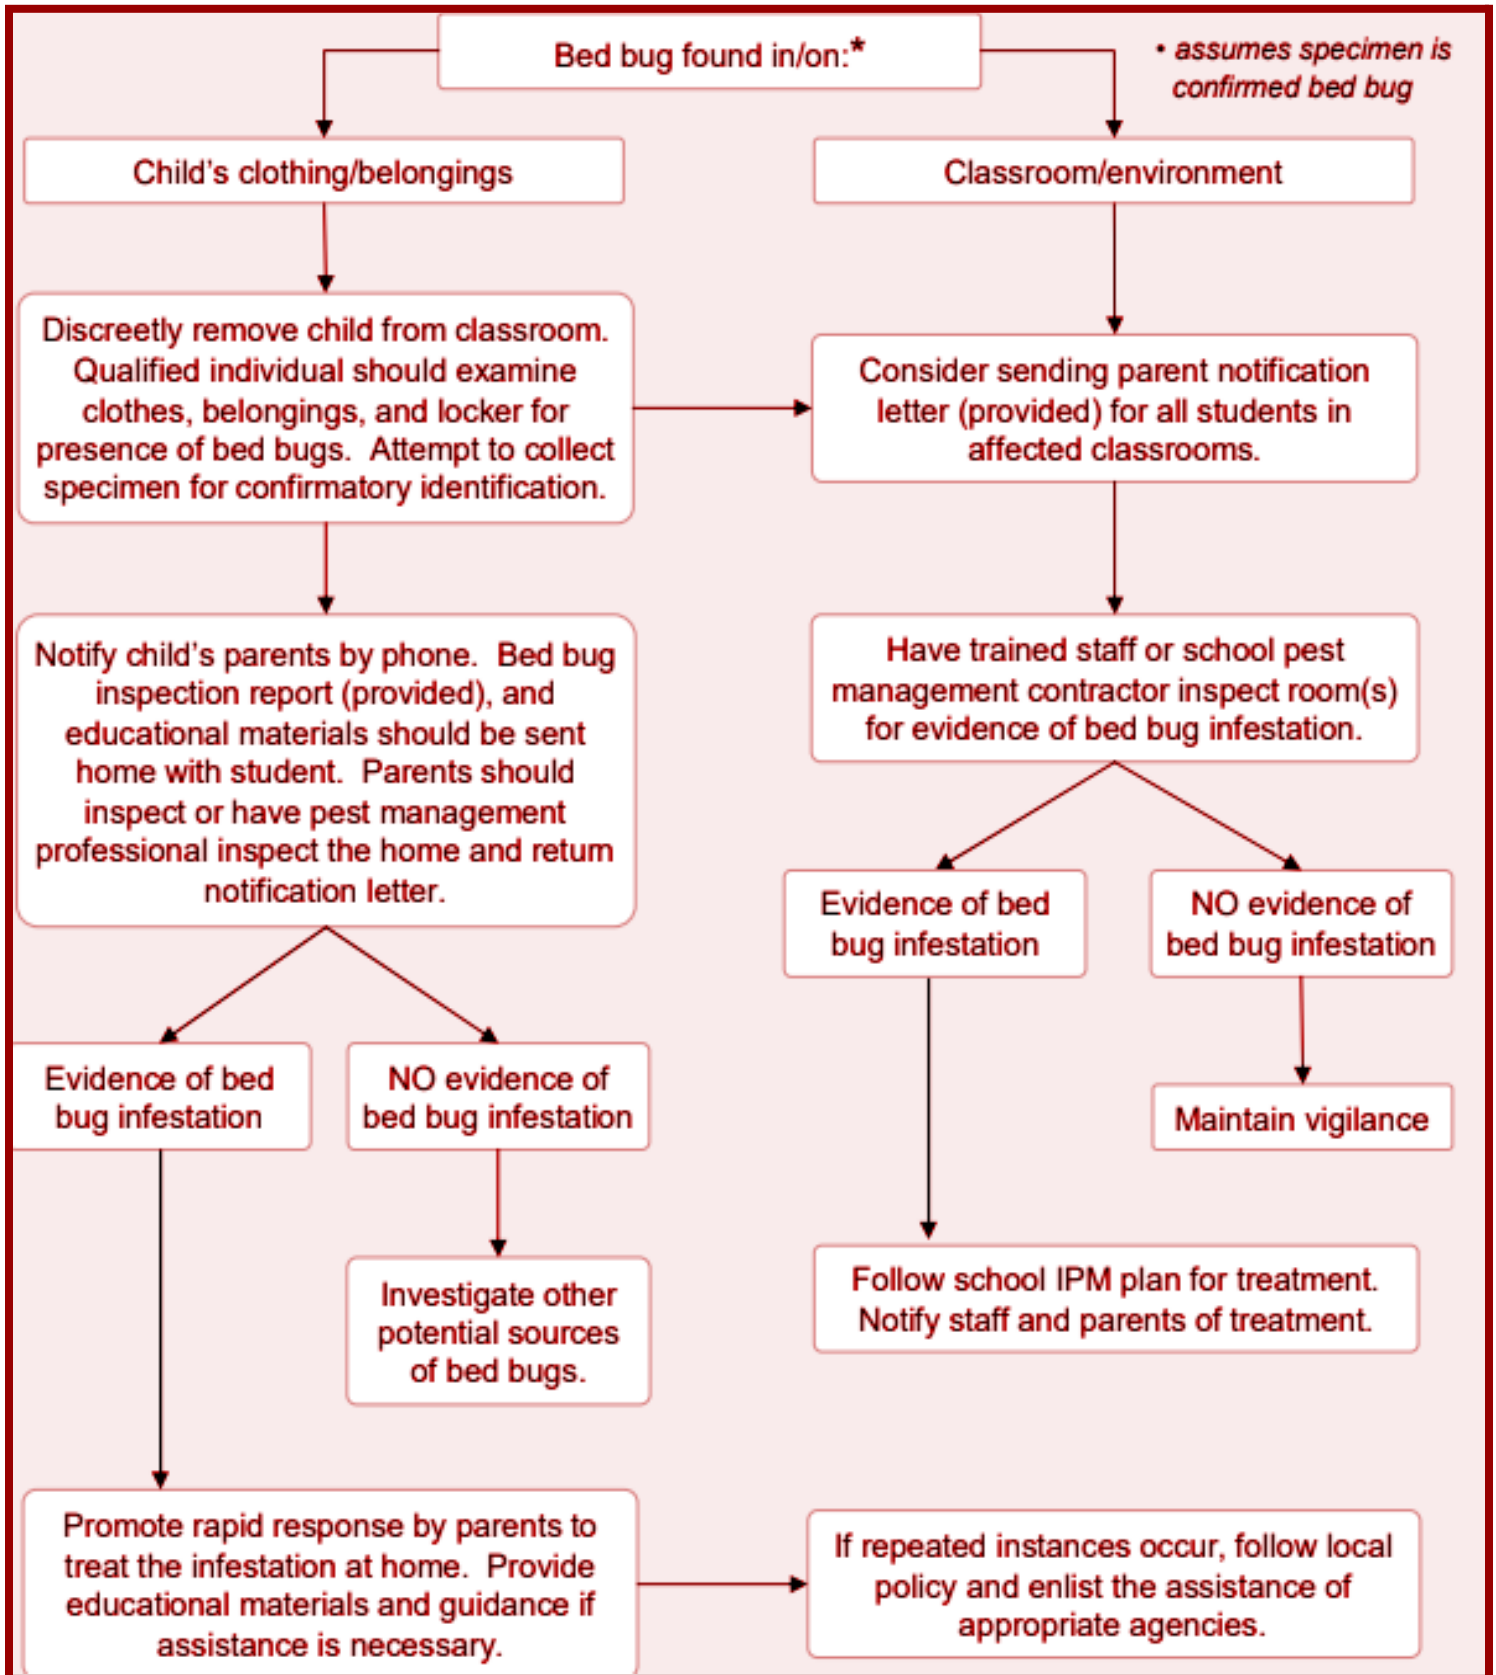 Bed bug found in/on:*
• assumes specimen is
confirmed bed bug
Child's clothing/belongings
Classroom/environment
Discreetly remove child from classroom.
Qualified individual should examine
clothes, belongings, and locker for
presence of bed bugs. Attempt to collect
specimen for confirmatory identification.
Consider sending parent notification
letter (provided) for all students in
affected classrooms.
Notify child's parents by phone. Bed bug
inspection report (provided), and
educational materials should be sent
home with student. Parents should
inspect or have pest management
professional inspect the home and return
notification letter.
Have trained staff or school pest
management contractor inspect room(s)
for evidence of bed bug infestation.
Evidence of bed
bug infestation
NO evidence of
bed bug infestation
Evidence of bed
bug infestation
NO evidence of
bed bug infestation
Maintain vigilance
Investigate other
potential sources
of bed bugs.
Follow school IPM plan for treatment.
Notify staff and parents of treatment.
Promote rapid response by parents to
treat the infestation at home. Provide
educational materials and guidance if
assistance is necessary.
If repeated instances occur, follow local
policy and enlist the assistance of
appropriate agencies.